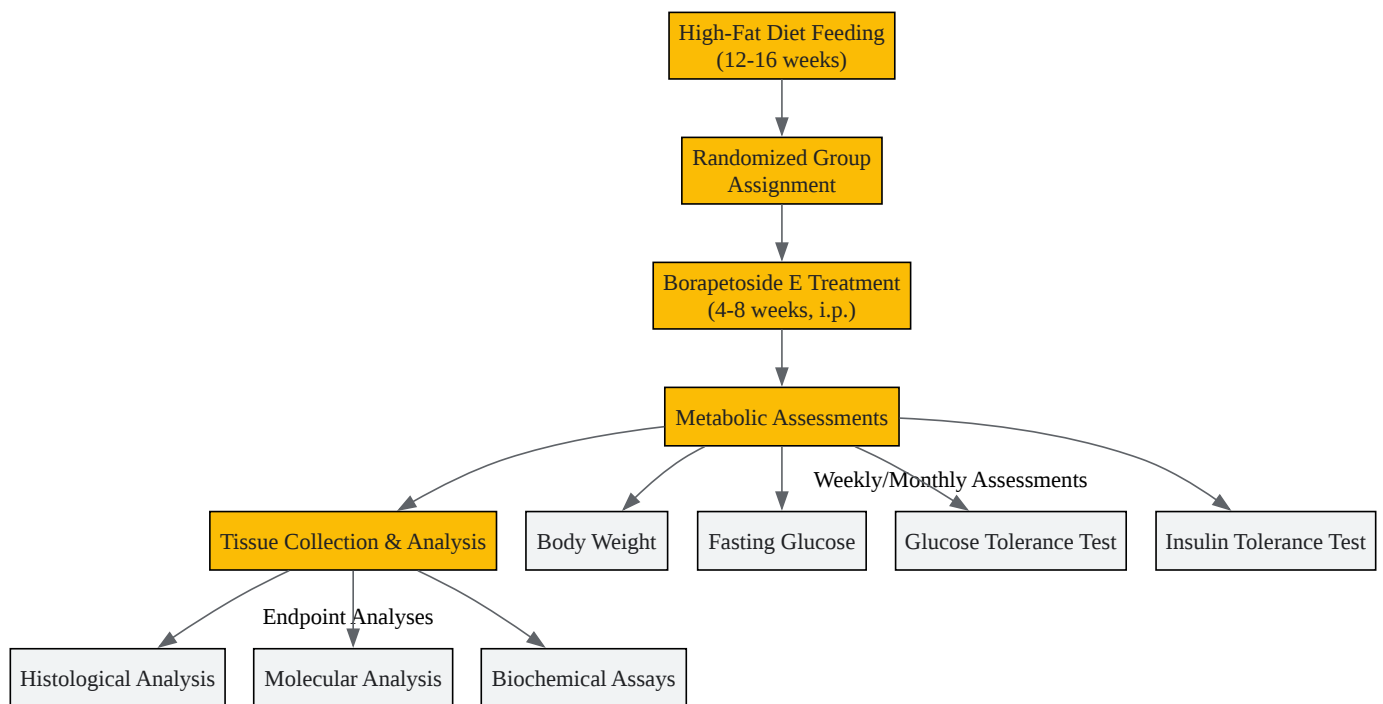 High-Fat Diet Feeding
(12-16 weeks)
Randomized Group
Assignment
Borapetoside E Treatment
(4-8 weeks, i.p.)
Metabolic Assessments
Weekly/Monthly Assessments
Tissue Collection & Analysis
Body Weight
Fasting Glucose
Glucose Tolerance Test
Insulin Tolerance Test
Endpoint Analyses
Histological Analysis
Molecular Analysis
Biochemical Assays